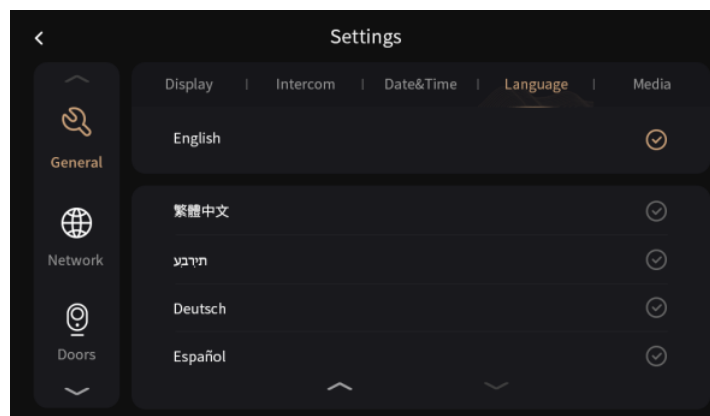 Settings
Display | Intercom | Date&Time | Language | Media
General
Network
Doors
English
繁體中文
תירבע
Deutsch
Español